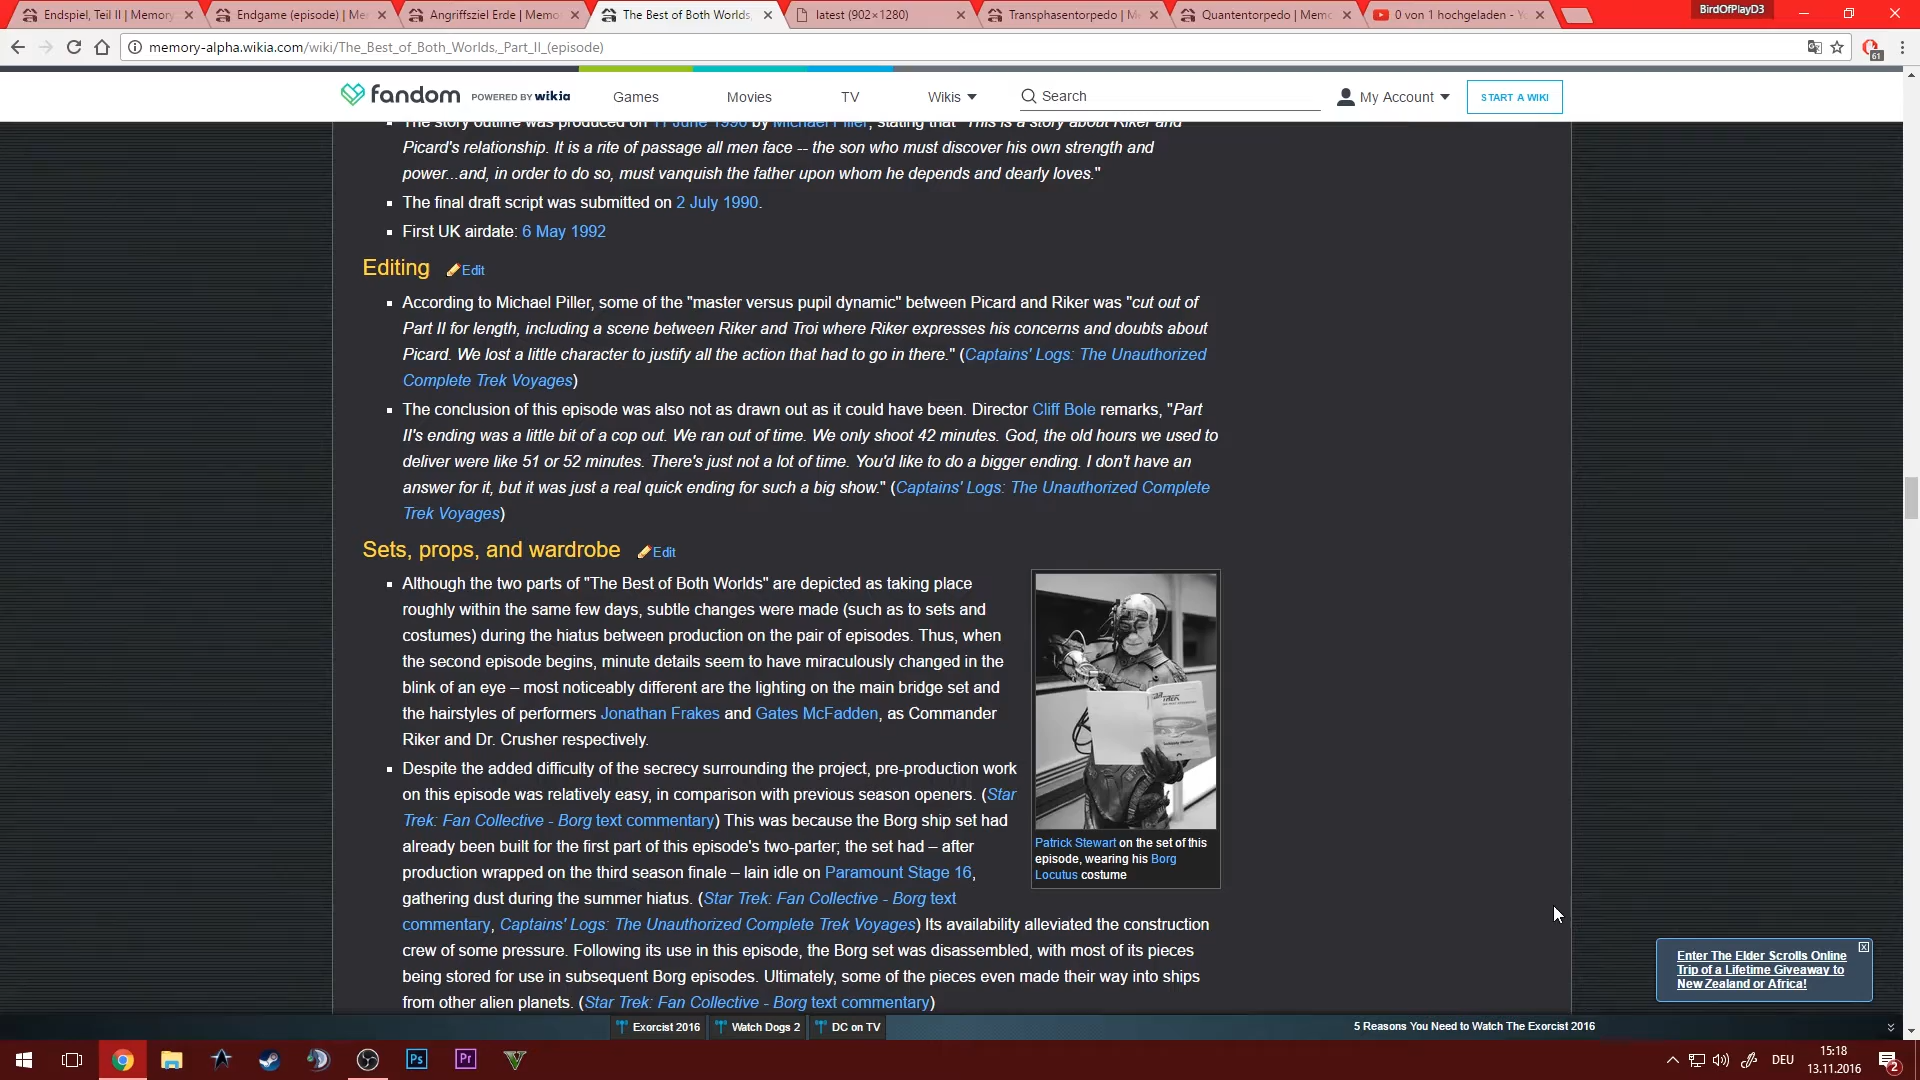 Endspiel, Teil II | Memory
Endgame (episode) | Me
Angriffsziel Erde | Memo
The Best of Both Worlds,
latest (902×1280)
Transphasentorpedo | M
Quantentorpedo | Memo
0 von 1 hochgeladen - Yo
BirdOfPlayD3
memory-alpha.wikia.com/wiki/The_Best_of_Both_Worlds,_Part_II_(episode)
61
fandom POWERED BY wikia
Games
Movies
TV
Wikis
Search
My Account
START A WIKI
The story outline was produced on 11 June 1990 by Michael Piller, stating that "This is a story about Riker and
Picard's relationship. It is a rite of passage all men face -- the son who must discover his own strength and
power...and, in order to do so, must vanquish the father upon whom he depends and dearly loves."
The final draft script was submitted on 2 July 1990.
First UK airdate: 6 May 1992
Editing Edit
According to Michael Piller, some of the "master versus pupil dynamic" between Picard and Riker was "cut out of
Part II for length, including a scene between Riker and Troi where Riker expresses his concerns and doubts about
Picard. We lost a little character to justify all the action that had to go in there." (Captains' Logs: The Unauthorized
Complete Trek Voyages)
The conclusion of this episode was also not as drawn out as it could have been. Director Cliff Bole remarks, "Part
II's ending was a little bit of a cop out. We ran out of time. We only shoot 42 minutes. God, the old hours we used to
deliver were like 51 or 52 minutes. There's just not a lot of time. You'd like to do a bigger ending. I don't have an
answer for it, but it was just a real quick ending for such a big show." (Captains' Logs: The Unauthorized Complete
Trek Voyages)
Sets, props, and wardrobe Edit
Although the two parts of "The Best of Both Worlds" are depicted as taking place
roughly within the same few days, subtle changes were made (such as to sets and
costumes) during the hiatus between production on the pair of episodes. Thus, when
the second episode begins, minute details seem to have miraculously changed in the
blink of an eye – most noticeably different are the lighting on the main bridge set and
the hairstyles of performers Jonathan Frakes and Gates McFadden, as Commander
Riker and Dr. Crusher respectively.
Despite the added difficulty of the secrecy surrounding the project, pre-production work
on this episode was relatively easy, in comparison with previous season openers. (Star
Trek: Fan Collective - Borg text commentary) This was because the Borg ship set had
already been built for the first part of this episode's two-parter; the set had – after
production wrapped on the third season finale – lain idle on Paramount Stage 16,
gathering dust during the summer hiatus. (Star Trek: Fan Collective - Borg text
commentary, Captains' Logs: The Unauthorized Complete Trek Voyages) Its availability alleviated the construction
crew of some pressure. Following its use in this episode, the Borg set was disassembled, with most of its pieces
being stored for use in subsequent Borg episodes. Ultimately, some of the pieces even made their way into ships
from other alien planets. (Star Trek: Fan Collective - Borg text commentary)
Patrick Stewart on the set of this
episode, wearing his Borg
Locutus costume
Enter The Elder Scrolls Online
Trip of a Lifetime Giveaway to
New Zealand or Africa!
Exorcist 2016
Watch Dogs 2
DC on TV
5 Reasons You Need to Watch The Exorcist 2016
Ps
Pr
V
DEU
15:18
13.11.2016
2